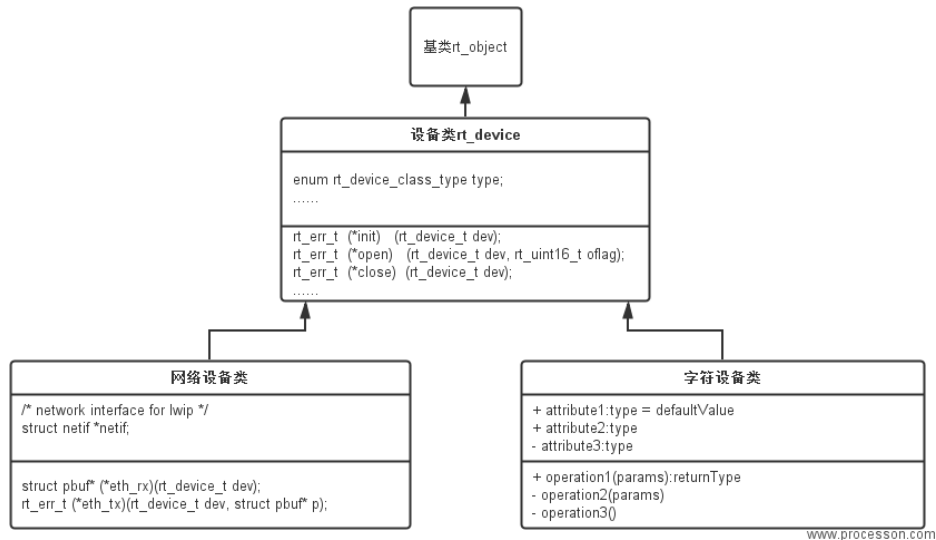 基类rt_object
设备类rt_device
enum rt_device_class_type type;
......
rt_err_t (*init) (rt_device_t dev);
rt_err_t (*open) (rt_device_t dev, rt_uint16_t oflag);
rt_err_t (*close) (rt_device_t dev);
......
网络设备类
/* network interface for lwip */
struct netif *netif;
struct pbuf* (*eth_rx)(rt_device_t dev);
rt_err_t (*eth_tx)(rt_device_t dev, struct pbuf* p);
字符设备类
+ attribute1:type = defaultValue
+ attribute2:type
- attribute3:type
+ operation1(params):returnType
- operation2(params)
- operation3()
www.processon.com